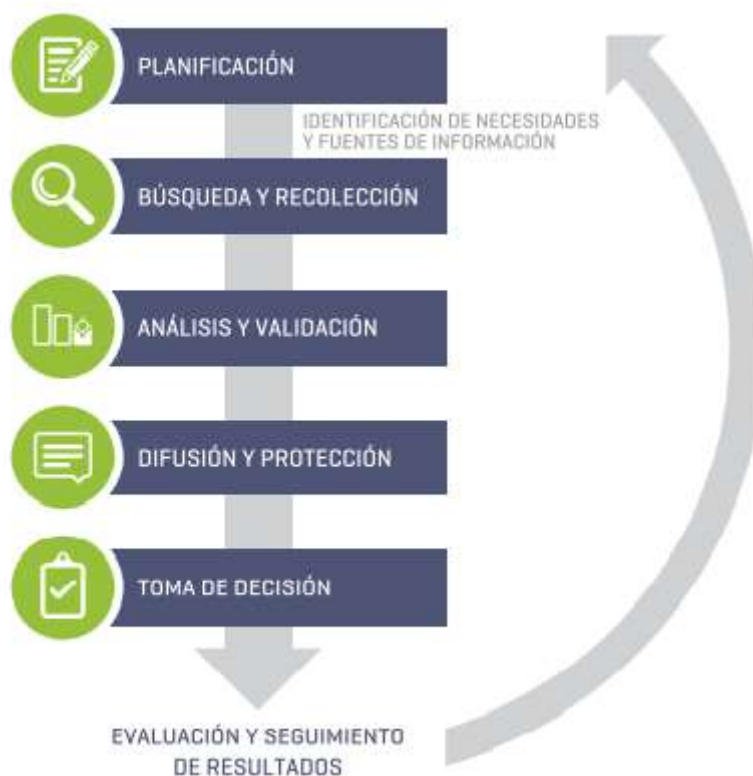 PLANIFICACIÓN
IDENTIFICACIÓN DE NECESIDADES
Y FUENTES DE INFORMACIÓN
BÚSQUEDA Y RECOLECCIÓN
ANÁLISIS Y VALIDACIÓN
DIFUSIÓN Y PROTECCIÓN
TOMA DE DECISIÓN
EVALUACIÓN Y SEGUIMIENTO
DE RESULTADOS